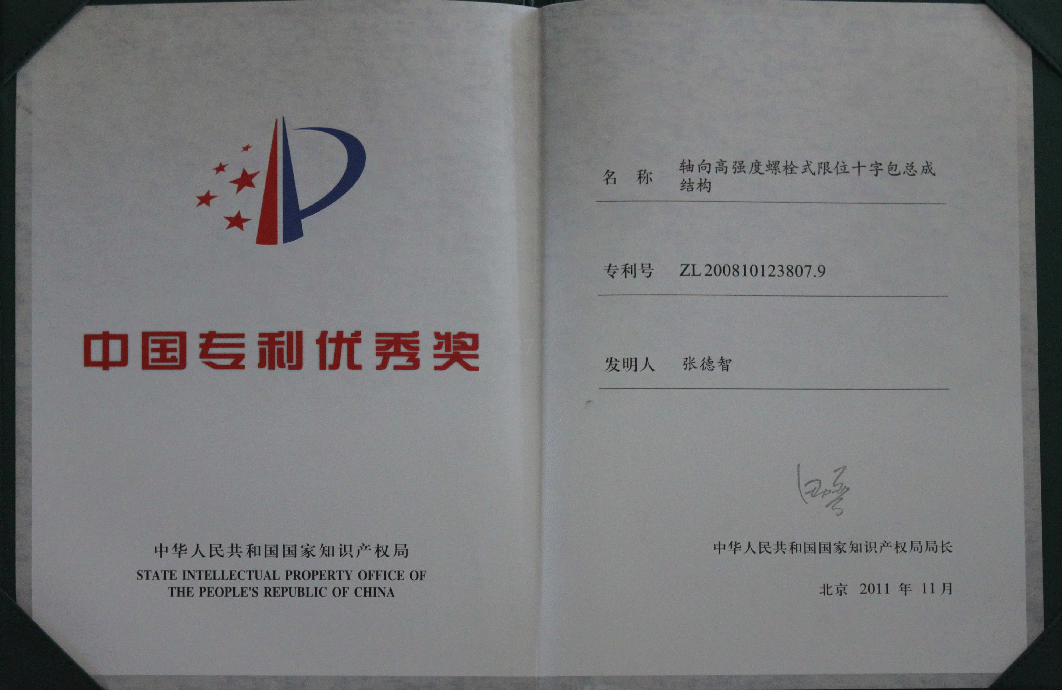 中国专利优秀奖
中华人民共和国国家知识产权局
STATE INTELLECTUAL PROPERTY OFFICE OF
THE PEOPLE'S REPUBLIC OF CHINA
名 称 轴向高强度螺栓式限位十字包总成
结构
专利号 ZL 200810123807.9
发明人 张德智
中华人民共和国国家知识产权局局长
北京 2011 年 11 月